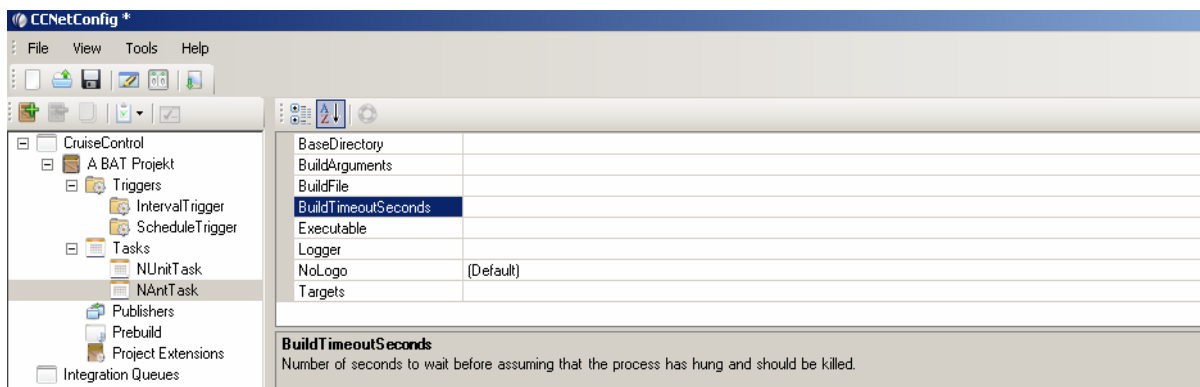 CCNetConfig *
File View Tools Help
CruiseControl
A BAT Projekt
Triggers
IntervalTrigger
ScheduleTrigger
Tasks
NUnitTask
NAntTask
Publishers
Prebuild
Project Extensions
Integration Queues
BaseDirectory
BuildArguments
BuildFile
BuildTimeoutSeconds
Executable
Logger
NoLogo (Default)
Targets
BuildTimeoutSeconds
Number of seconds to wait before assuming that the process has hung and should be killed.